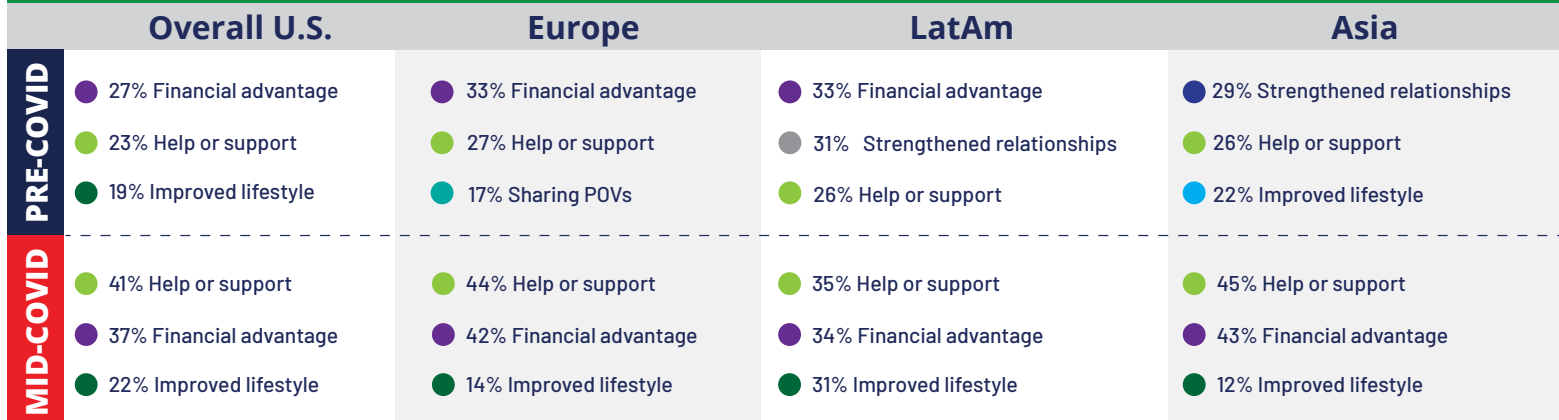 Overall U.S. Europe LatAm Asia
PRE-COVID
27% Financial advantage 33% Financial advantage 33% Financial advantage 29% Strengthened relationships
23% Help or support 27% Help or support 31% Strengthened relationships 26% Help or support
19% Improved lifestyle 17% Sharing POVs 26% Help or support 22% Improved lifestyle
MID-COVID
41% Help or support 44% Help or support 35% Help or support 45% Help or support
37% Financial advantage 42% Financial advantage 34% Financial advantage 43% Financial advantage
22% Improved lifestyle 14% Improved lifestyle 31% Improved lifestyle 12% Improved lifestyle